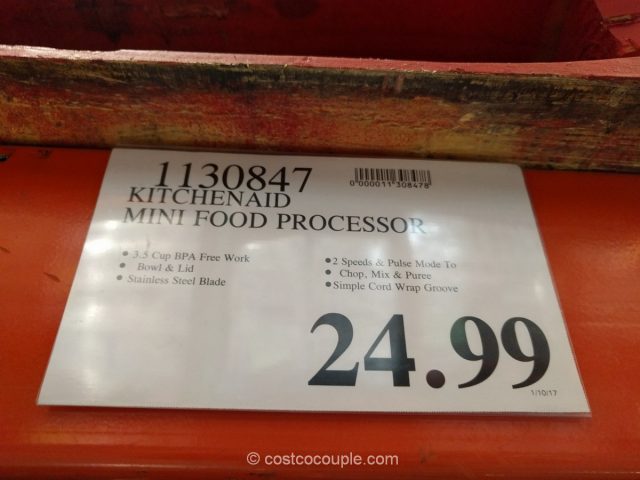 1130847
0"000011"308478"
KITCHENAID
MINI FOOD PROCESSOR
• 3.5 Cup BPA Free Work
• Bowl & Lid
• Stainless Steel Blade
• 2 Speeds & Pulse Mode To
• Chop, Mix & Puree
• Simple Cord Wrap Groove
24.99
1/10/17
© costcocouple.com